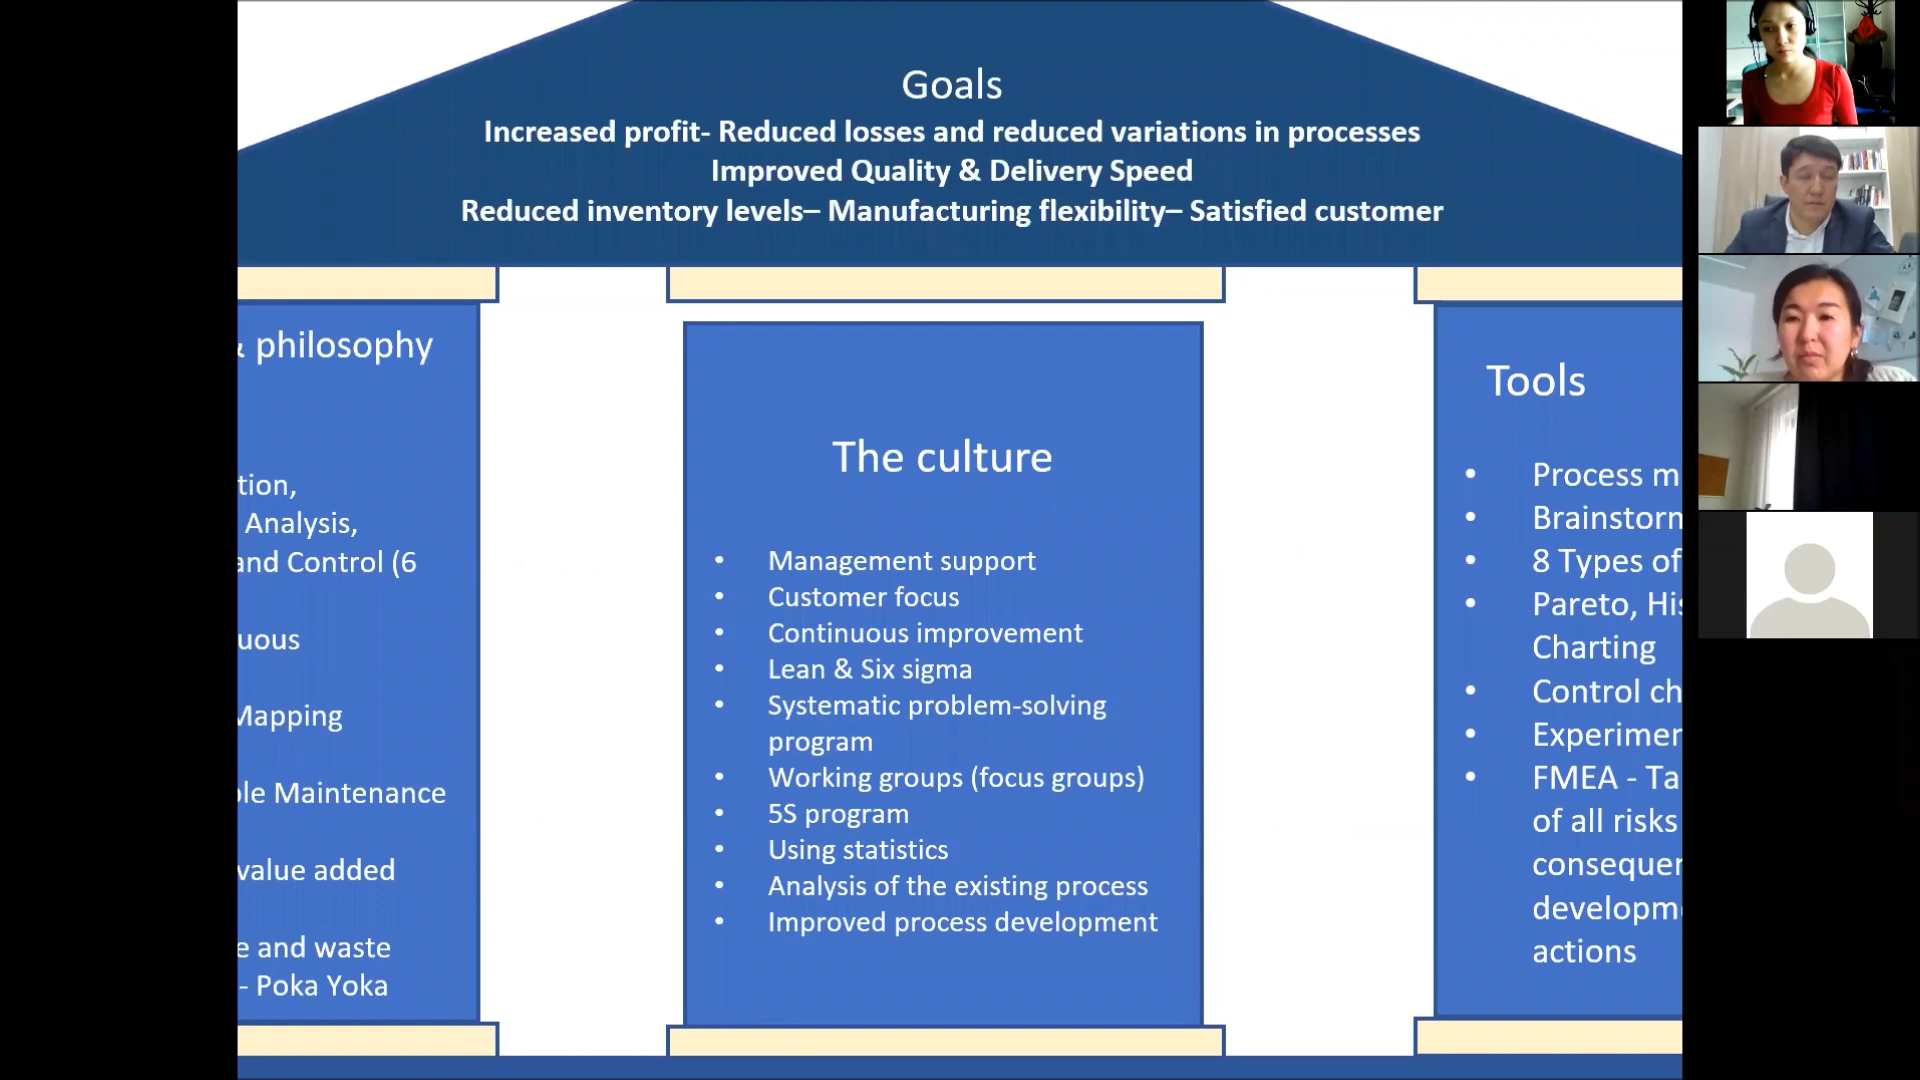 Goals
Increased profit- Reduced losses and reduced variations in processes
Improved Quality & Delivery Speed
Reduced inventory levels– Manufacturing flexibility– Satisfied customer
& philosophy
tion,
Analysis,
and Control (6
uous
Mapping
ble Maintenance
value added
e and waste
- Poka Yoka
The culture
• Management support
• Customer focus
• Continuous improvement
• Lean & Six sigma
• Systematic problem-solving
program
• Working groups (focus groups)
• 5S program
• Using statistics
• Analysis of the existing process
• Improved process development
Tools
• Process m
• Brainstorm
• 8 Types of
• Pareto, His
Charting
• Control ch
• Experimen
• FMEA - Ta
of all risks
consequen
developm
actions